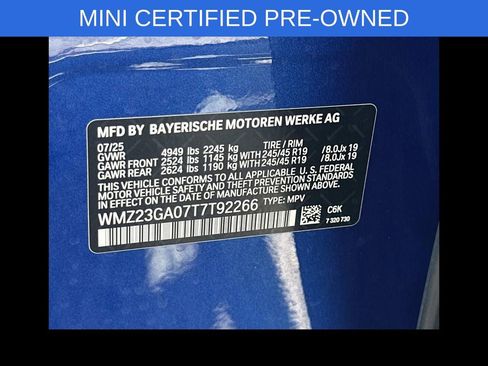 MINI CERTIFIED PRE-OWNED
MFD BY BAYERISCHE MOTOREN WERKE AG
07/25 TIRE / RIM
GVWR 4949 lbs 2245 kg
GAWR FRONT 2524 lbs 1145 kg 245/45 R19 /8.0Jx 19
GAWR REAR 2624 lbs 1190 kg 245/45 R19 /8.0Jx 19
THIS VEHICLE CONFORMS TO ALL APPLICABLE U.S. FEDERAL
MOTOR VEHICLE SAFETY, BUMPER, AND THEFT PREVENTION
STANDARDS IN EFFECT ON THE DATE OF MANUFACTURE SHOWN ABOVE.
WMZ23GA07T7T92266 TYPE: MPV
C6K
7 320 730